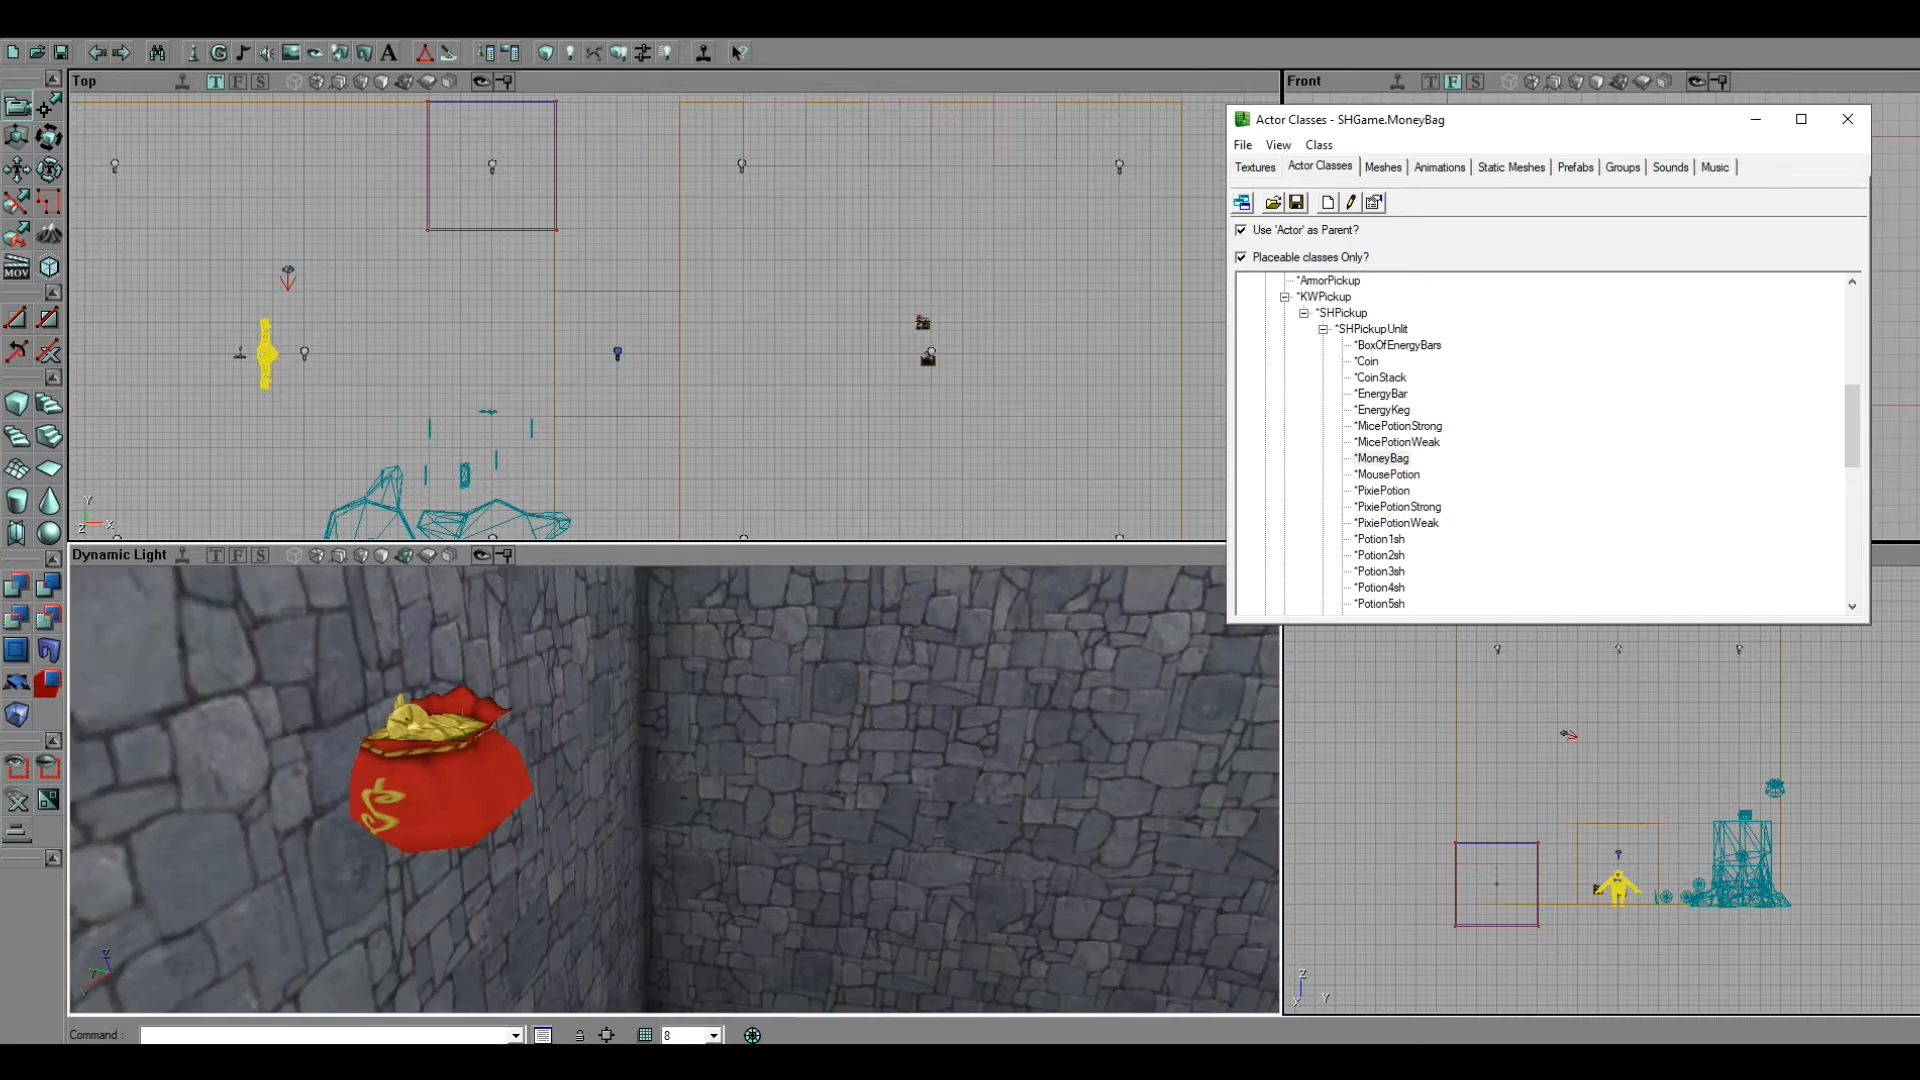 Top
T F S
Front
T F S
Actor Classes - SHGame.MoneyBag
File View Class
Textures Actor Classes Meshes Animations Static Meshes Prefabs Groups Sounds Music
Use 'Actor' as Parent?
Placeable classes Only?
*ArmorPickup
*KWPickup
*SHPickup
*SHPickupUnlit
*BoxOfEnergyBars
*Coin
*CoinStack
*EnergyBar
*EnergyKeg
*MicePotionStrong
*MicePotionWeak
*MoneyBag
*MousePotion
*PixiePotion
*PixiePotionStrong
*PixiePotionWeak
*Potion1sh
*Potion2sh
*Potion3sh
*Potion4sh
*Potion5sh
MOV
Y
Z X
Dynamic Light
T F S
S
Z
Y
X
Z
X Y
Command :
8